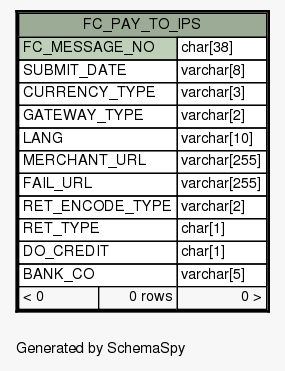 FC_PAY_TO_IPS
FC_MESSAGE_NO char[38]
SUBMIT_DATE varchar[8]
CURRENCY_TYPE varchar[3]
GATEWAY_TYPE varchar[2]
LANG varchar[10]
MERCHANT_URL varchar[255]
FAIL_URL varchar[255]
RET_ENCODE_TYPE varchar[2]
RET_TYPE char[1]
DO_CREDIT char[1]
BANK_CO varchar[5]
< 0 0 rows 0 >
Generated by SchemaSpy